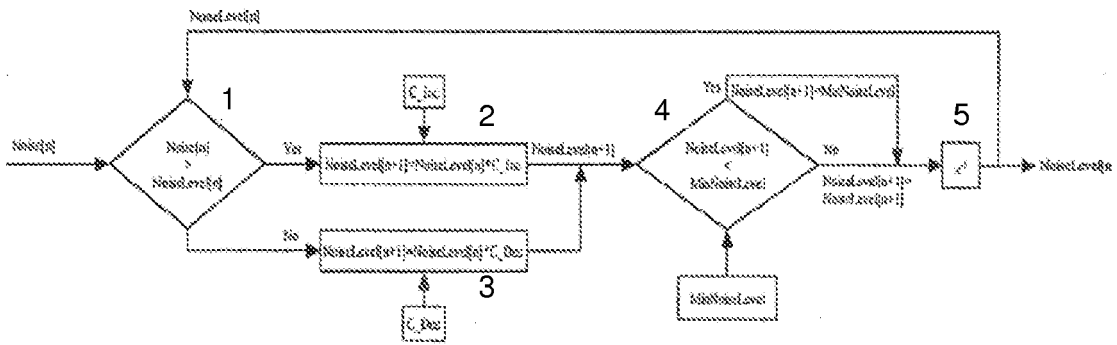 NoiseLevel[n]
1
C_Inc
2
4
Yes
NoiseLevel[n+1]=MinNoiseLevel
5
Noise[n]
Noise[n]
>
NoiseLevel[n]
Yes
NoiseLevel[n+1]=NoiseLevel[n]*C_Inc
NoiseLevel[n+1]
NoiseLevel[n+1]
<
MinNoiseLevel
No
NoiseLevel[n+1]=
NoiseLevel[n+1]
NoiseLevel[n]
No
NoiseLevel[n+1]=NoiseLevel[n]*C_Dec
3
C_Dec
MinNoiseLevel